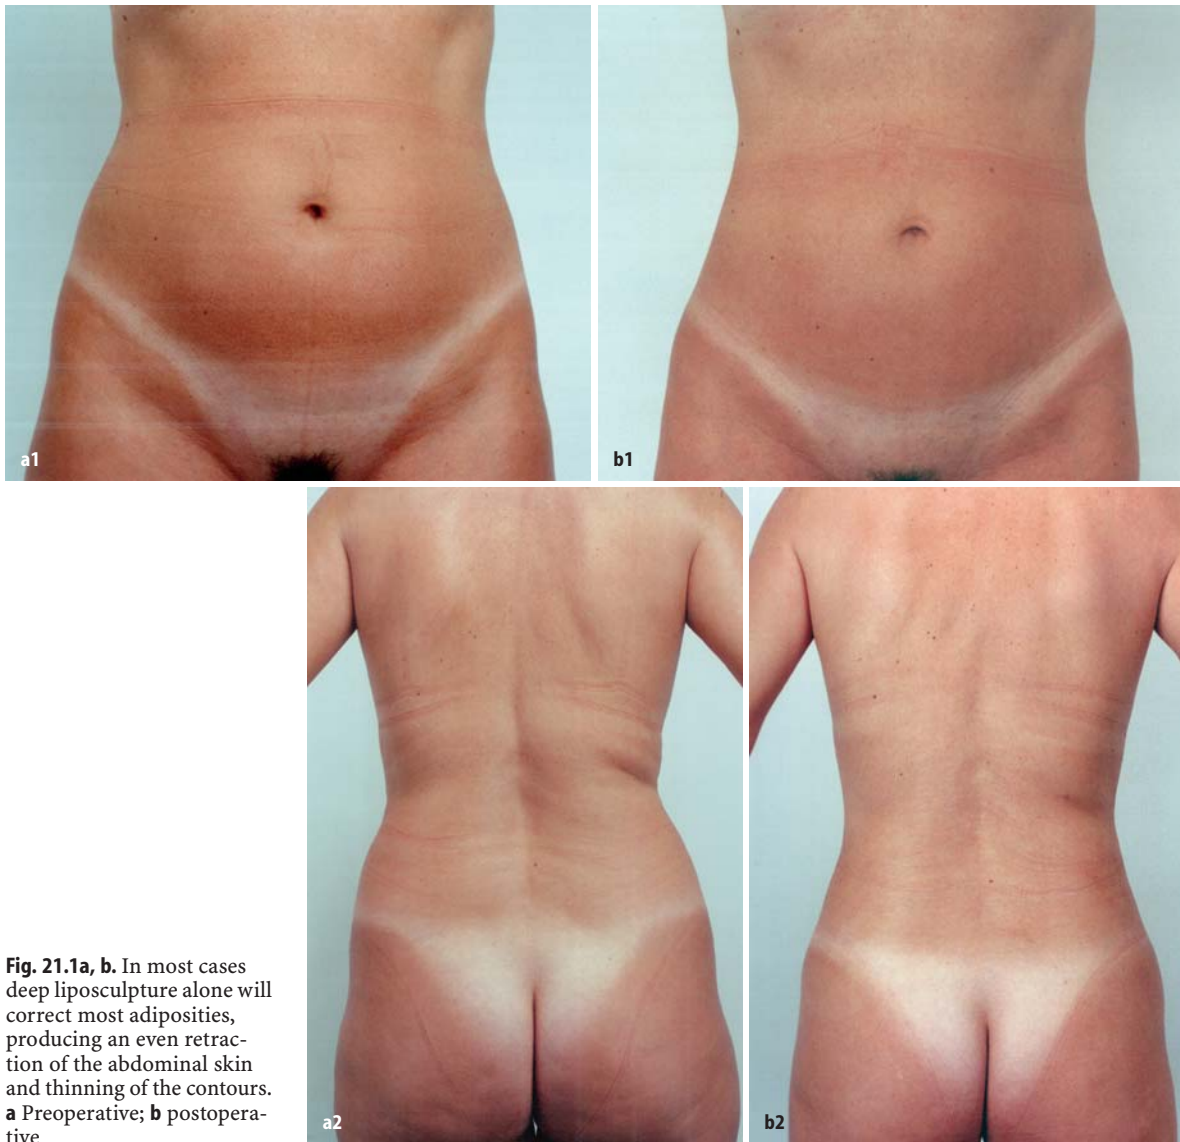 a1
b1
a2
b2
Fig. 21.1a, b. In most cases
deep liposculpture alone will
correct most adiposities,
producing an even retrac-
tion of the abdominal skin
and thinning of the contours.
a Preoperative; b postopera-
tive